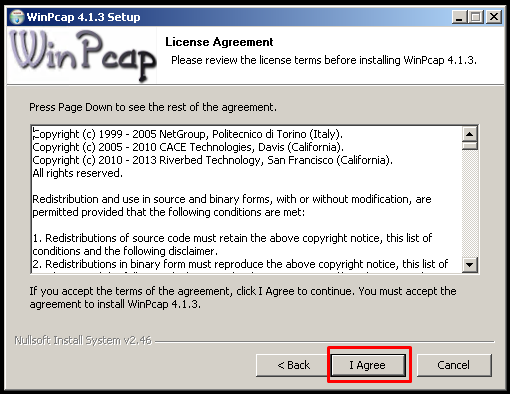 WinPcap 4.1.3 Setup
WinPcap
License Agreement
Please review the license terms before installing WinPcap 4.1.3.
Press Page Down to see the rest of the agreement.
Copyright (c) 1999 - 2005 NetGroup, Politecnico di Torino (Italy).
Copyright (c) 2005 - 2010 CACE Technologies, Davis (California).
Copyright (c) 2010 - 2013 Riverbed Technology, San Francisco (California).
All rights reserved.
Redistribution and use in source and binary forms, with or without modification, are
permitted provided that the following conditions are met:
1. Redistributions of source code must retain the above copyright notice, this list of
conditions and the following disclaimer.
2. Redistributions in binary form must reproduce the above copyright notice, this list of
If you accept the terms of the agreement, click I Agree to continue. You must accept the
agreement to install WinPcap 4.1.3.
Nullsoft Install System v2.46
< Back
I Agree
Cancel